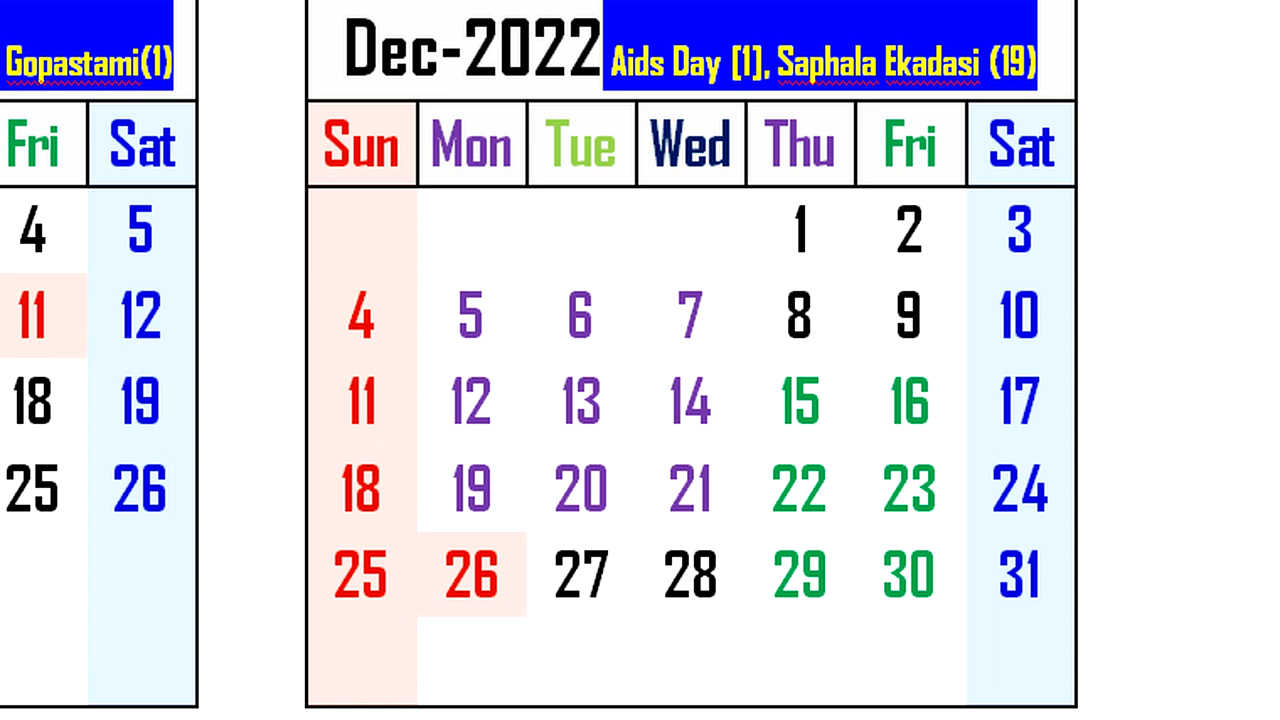 Gopastami(1)
Fri Sat
4 5
11 12
18 19
25 26
Dec-2022 Aids Day [1], Saphala Ekadasi (19)
Sun Mon Tue Wed Thu Fri Sat
1 2 3
4 5 6 7 8 9 10
11 12 13 14 15 16 17
18 19 20 21 22 23 24
25 26 27 28 29 30 31